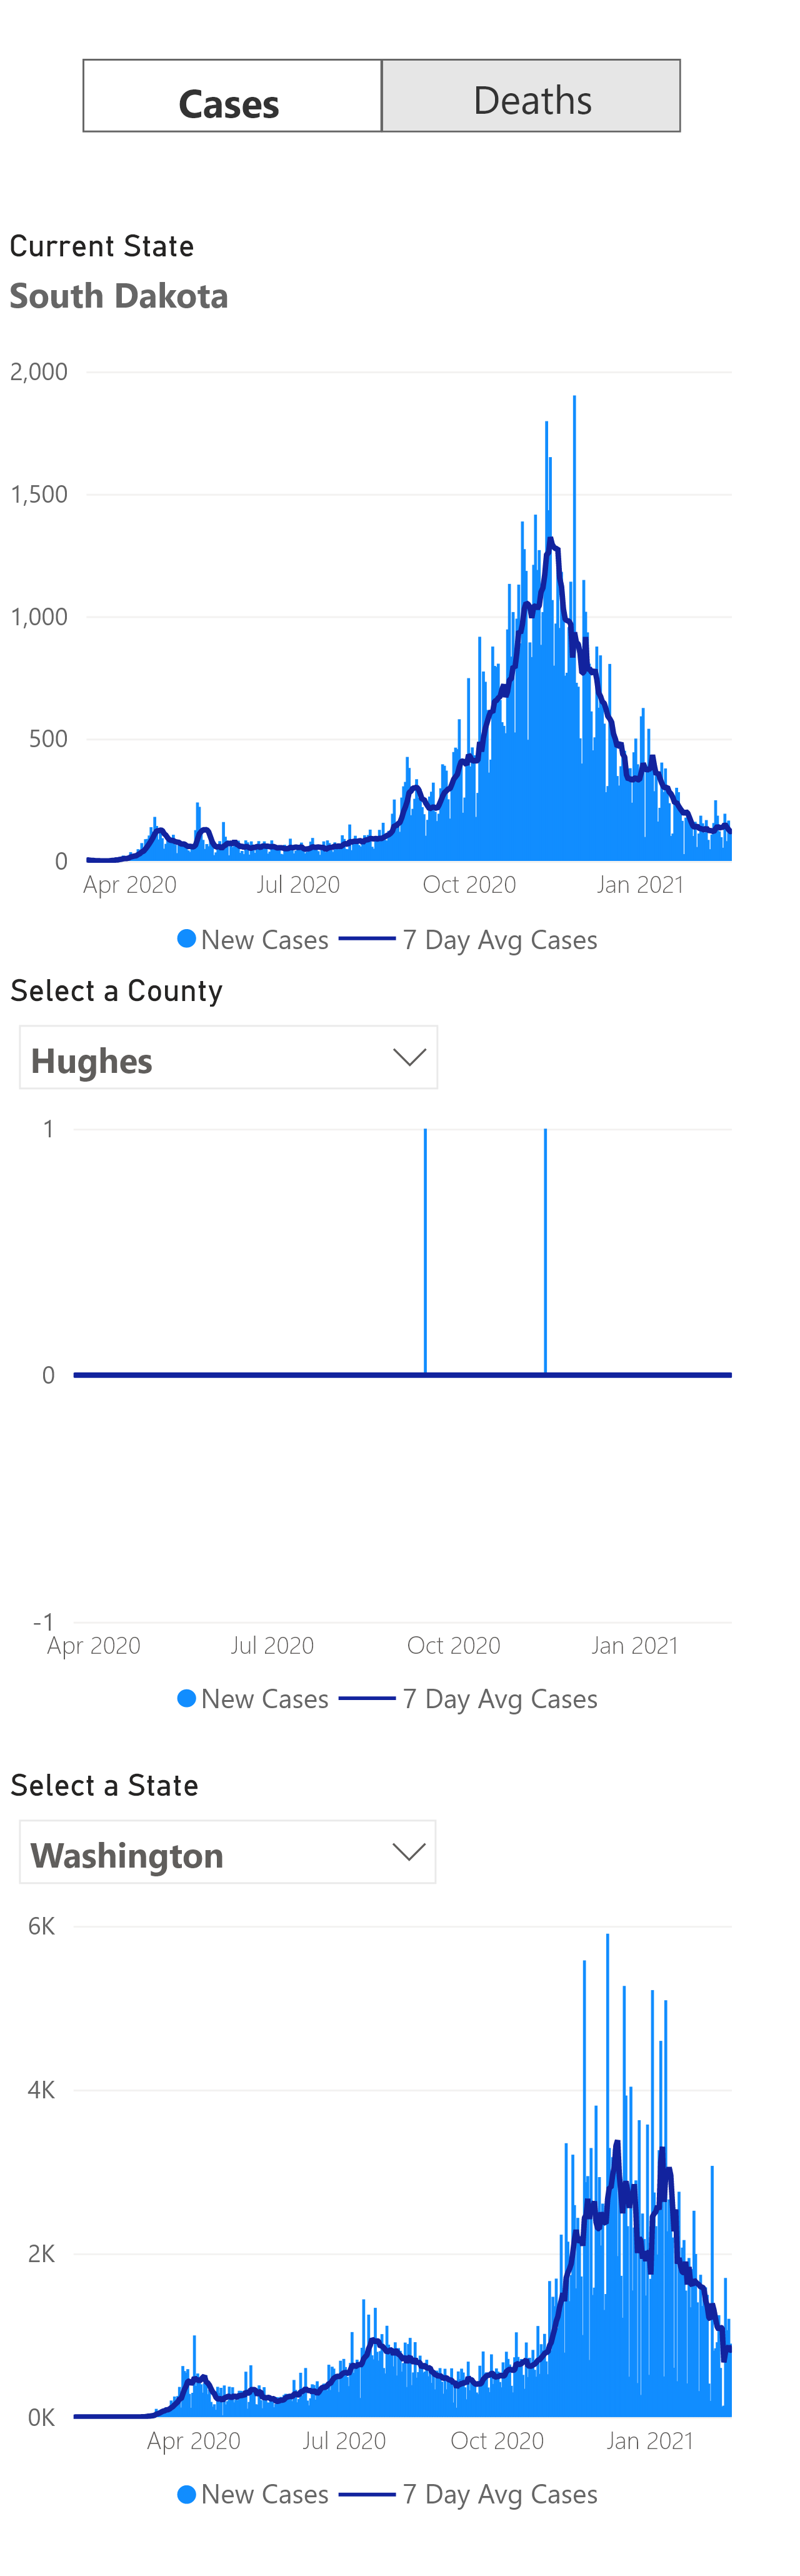 Cases Deaths
Current State
South Dakota
2,000
1,500
1,000
500
0
Apr 2020 Jul 2020 Oct 2020 Jan 2021
New Cases 7 Day Avg Cases
Select a County
Hughes
1
0
-1
Apr 2020 Jul 2020 Oct 2020 Jan 2021
New Cases 7 Day Avg Cases
Select a State
Washington
6K
4K
2K
0K
Apr 2020 Jul 2020 Oct 2020 Jan 2021
New Cases 7 Day Avg Cases